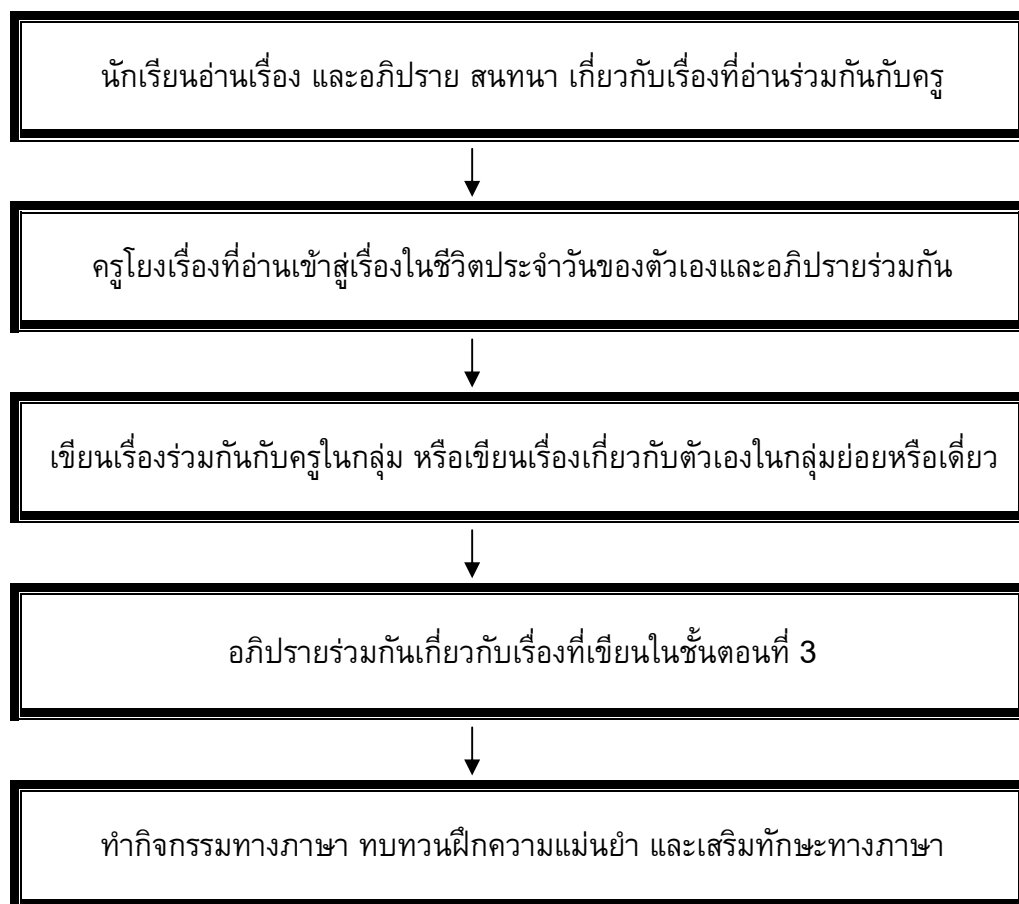 นักเรียนอ่านเรื่อง และอภิปราย สนทนา เกี่ยวกับเรื่องที่อ่านร่วมกันกับครู
ครูโยงเรื่องที่อ่านเข้าสู่เรื่องในชีวิตประจำวันของตัวเองและอภิปรายร่วมกัน
เขียนเรื่องร่วมกันกับครูในกลุ่ม หรือเขียนเรื่องเกี่ยวกับตัวเองในกลุ่มย่อยหรือเดี่ยว
อภิปรายร่วมกันเกี่ยวกับเรื่องที่เขียนในชั้นตอนที่ 3
ทำกิจกรรมทางภาษา ทบทวนฝึกความแม่นยำ และเสริมทักษะทางภาษา